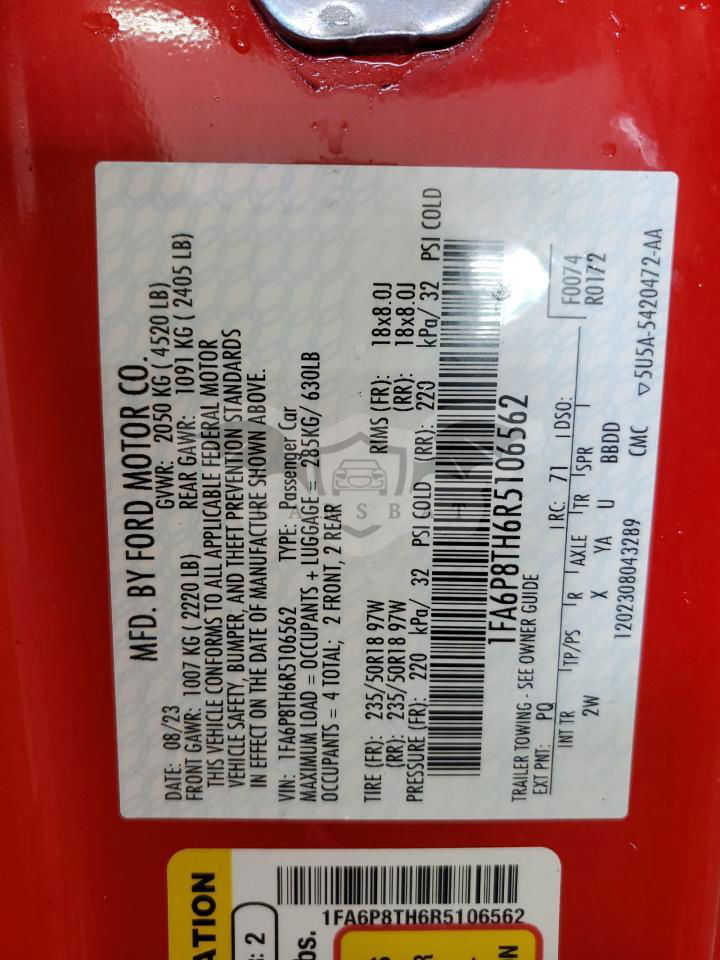 MFD. BY FORD MOTOR CO.
DATE: 08/23 GVWR: 2050 KG ( 4520 LB)
FRONT GAWR: 1007 KG ( 2220 LB) REAR GAWR: 1091 KG ( 2405 LB)
THIS VEHICLE CONFORMS TO ALL APPLICABLE FEDERAL MOTOR
VEHICLE SAFETY, BUMPER, AND THEFT PREVENTION STANDARDS
IN EFFECT ON THE DATE OF MANUFACTURE SHOWN ABOVE.
VIN: 1FA6P8TH6R5106562 TYPE: Passenger Car
MAXIMUM LOAD = OCCUPANTS + LUGGAGE = 285KG/ 630LB
OCCUPANTS = 4 TOTAL; 2 FRONT, 2 REAR
TIRE (FR): 235/50R18 97W RIMS (FR): 18x8.0J
(RR): 235/50R18 97W (RR): 18x8.0J
PRESSURE (FR): 220 kPa/ 32 PSI COLD (RR): 220 kPa/ 32 PSI COLD
1FA6P8TH6R5106562
TRAILER TOWING - SEE OWNER GUIDE
EXT PNT: PQ RC: 71 DSO: F0074
INT TR TP/PS R AXLE TR SPR R0172
2W X YA U BBDD
1202308043289 CMC ▽5U5A-5420472-AA
ASBT
1FA6P8TH6R5106562
ATION
: 2
bs.